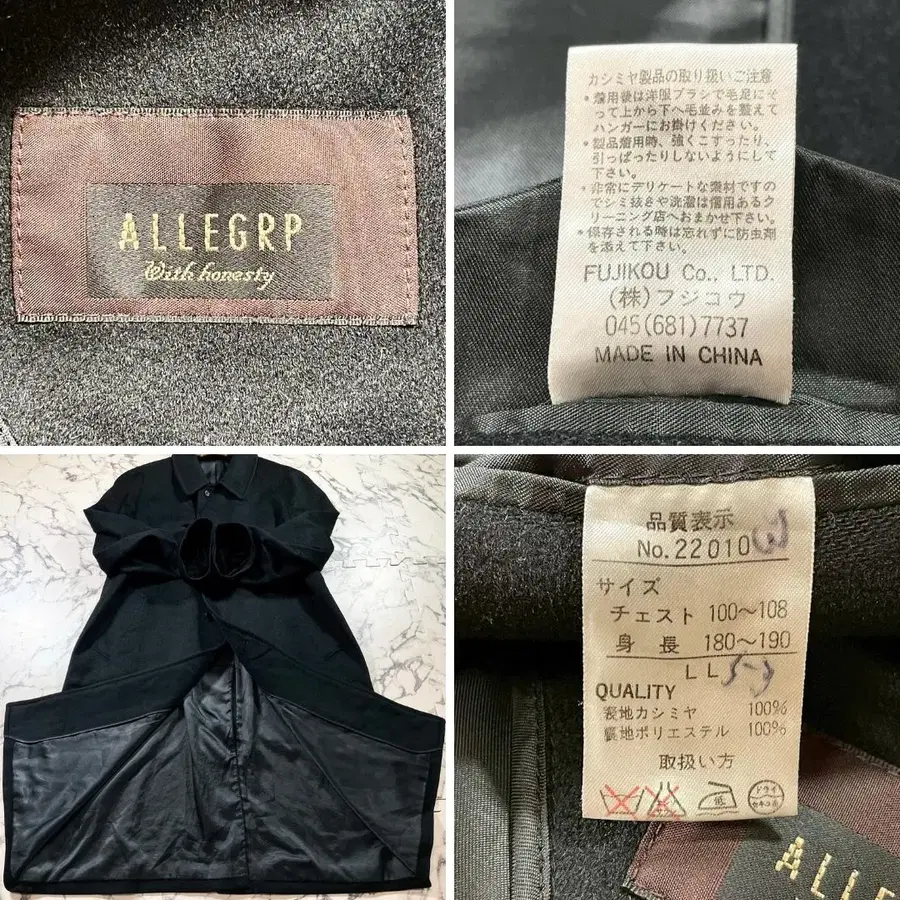 ALLEGRP
With honesty
カシミヤ製品の取り扱いご注意
•着用後は洋服ブラシで毛足にそ
って上から下へ毛並みを整えて
ハンガーにお掛けください。
•製品着用時、強くこすったり、
引っぱったりしないようにして
下さい。
•非常にデリケートな素材ですの
でシミ抜きや洗濯は信用あるク
リーニング店へおまかせ下さい。
•保存される時は忘れずに防虫剤
を添えて下さい。
FUJIKOU Co., LTD.
(株)フジコウ
045(681)7737
MADE IN CHINA
品質表示
No.22010
サイズ
チェスト 100〜108
身 長 180〜190
LL
QUALITY
表地カシミヤ 100%
裏地ポリエステル 100%
取扱い方
低
ドライ
セキユ系
ALLE